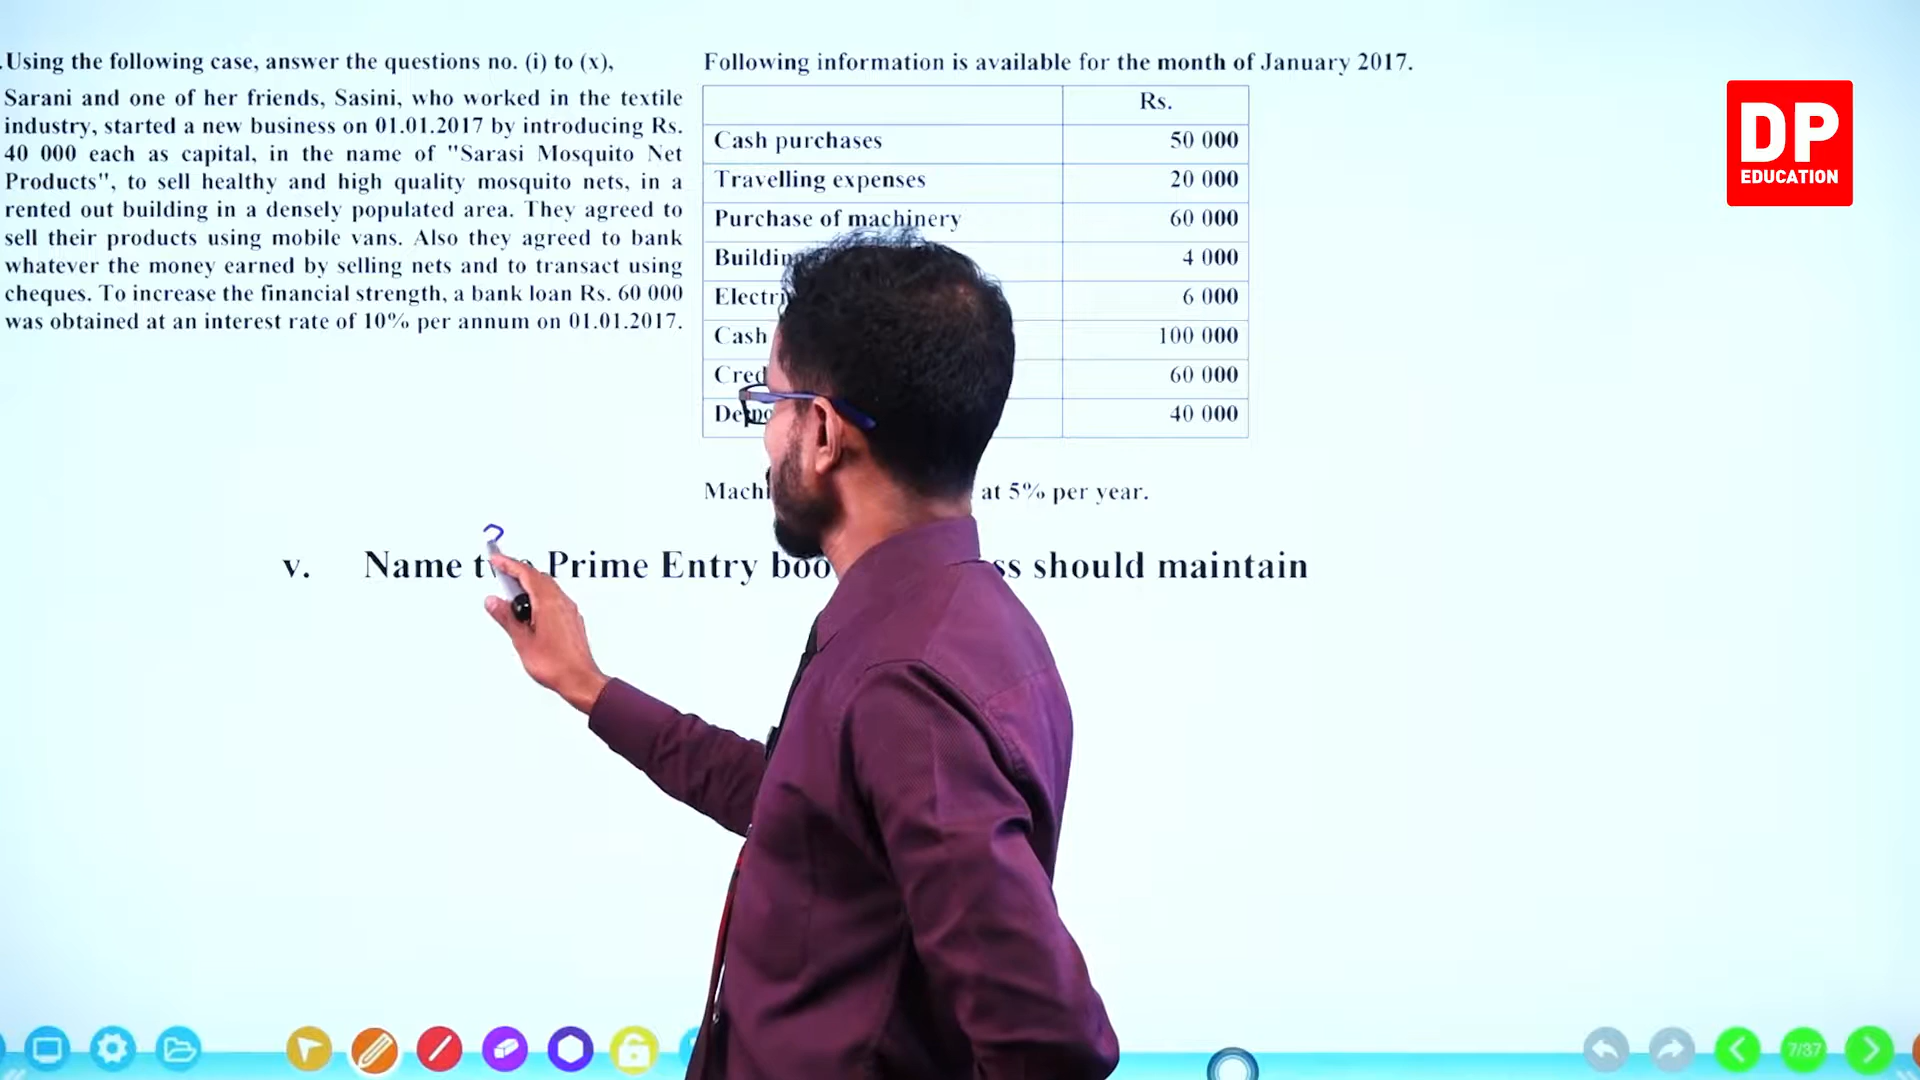 .Using the following case, answer the questions no. (i) to (x),
Sarani and one of her friends, Sasini, who worked in the textile
industry, started a new business on 01.01.2017 by introducing Rs.
40 000 each as capital, in the name of "Sarasi Mosquito Net
Products", to sell healthy and high quality mosquito nets, in a
rented out building in a densely populated area. They agreed to
sell their products using mobile vans. Also they agreed to bank
whatever the money earned by selling nets and to transact using
cheques. To increase the financial strength, a bank loan Rs. 60 000
was obtained at an interest rate of 10% per annum on 01.01.2017.
Following information is available for the month of January 2017.
Rs.
Cash purchases 50 000
Travelling expenses 20 000
Purchase of machinery 60 000
4 000
6 000
Cash 100 000
60 000
40 000
at 5% per year.
v. Name Prime Entry should maintain
DP
EDUCATION
7/37